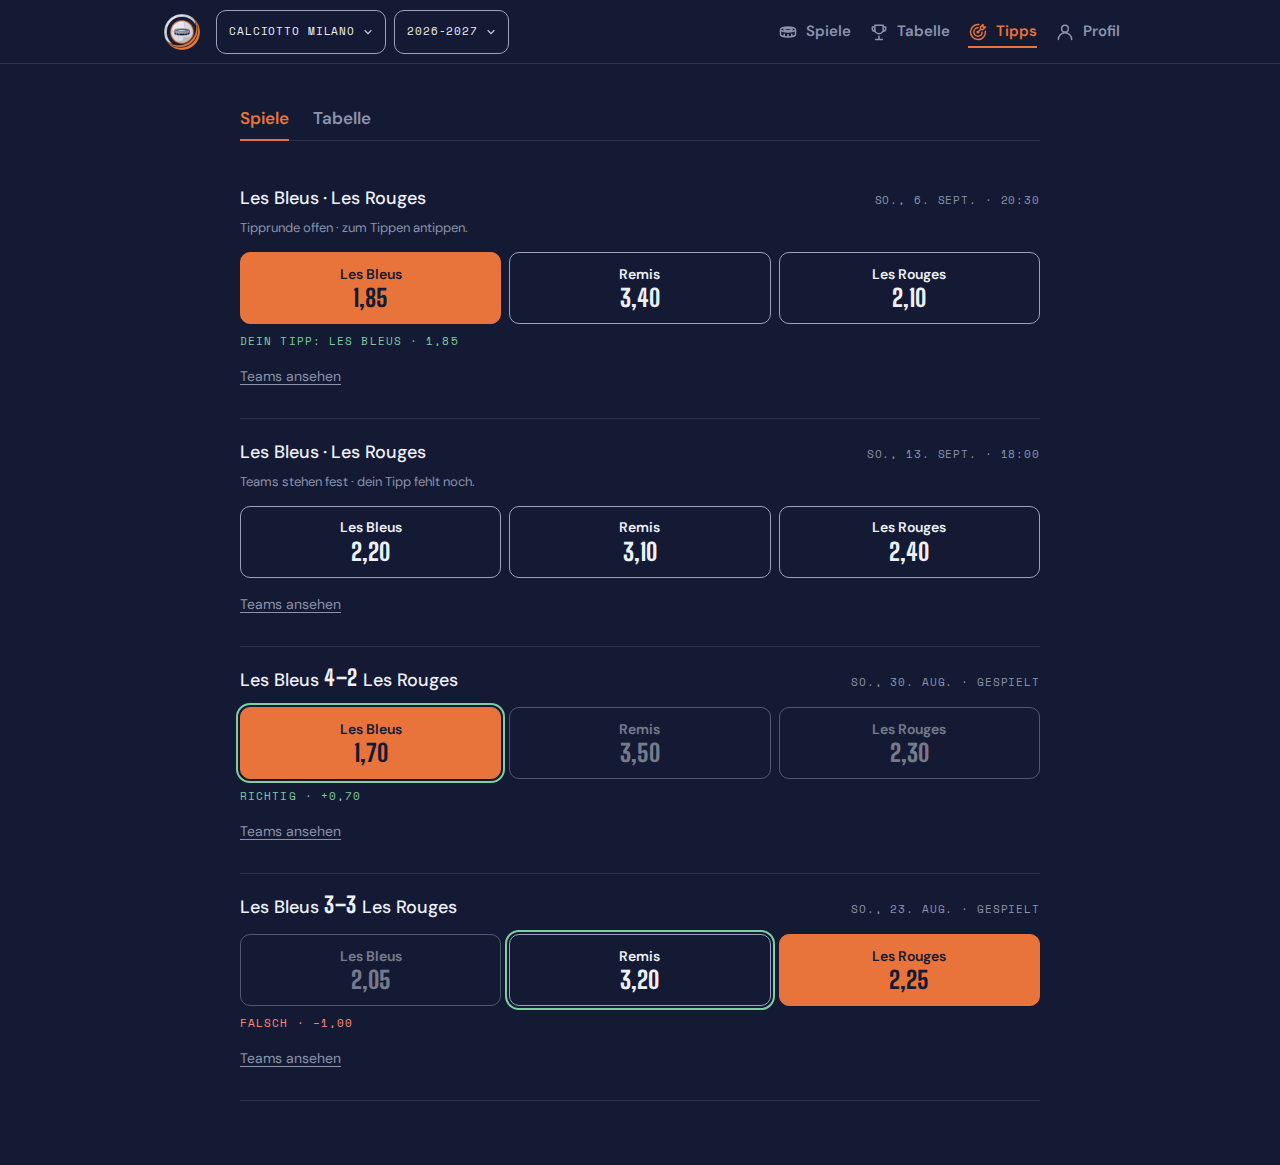 CALCIOTTO MILANO
2026-2027
Spiele
Tabelle
Tipps
Profil
Spiele
Tabelle
Les Bleus · Les Rouges
SO., 6. SEPT. · 20:30
Tipprunde offen · zum Tippen antippen.
Les Bleus
1,85
Remis
3,40
Les Rouges
2,10
DEIN TIPP: LES BLEUS · 1,85
Teams ansehen
Les Bleus · Les Rouges
SO., 13. SEPT. · 18:00
Teams stehen fest · dein Tipp fehlt noch.
Les Bleus
2,20
Remis
3,10
Les Rouges
2,40
Teams ansehen
Les Bleus 4–2 Les Rouges
SO., 30. AUG. · GESPIELT
Les Bleus
1,70
Remis
3,50
Les Rouges
2,30
RICHTIG · +0,70
Teams ansehen
Les Bleus 3–3 Les Rouges
SO., 23. AUG. · GESPIELT
Les Bleus
2,05
Remis
3,20
Les Rouges
2,25
FALSCH · −1,00
Teams ansehen